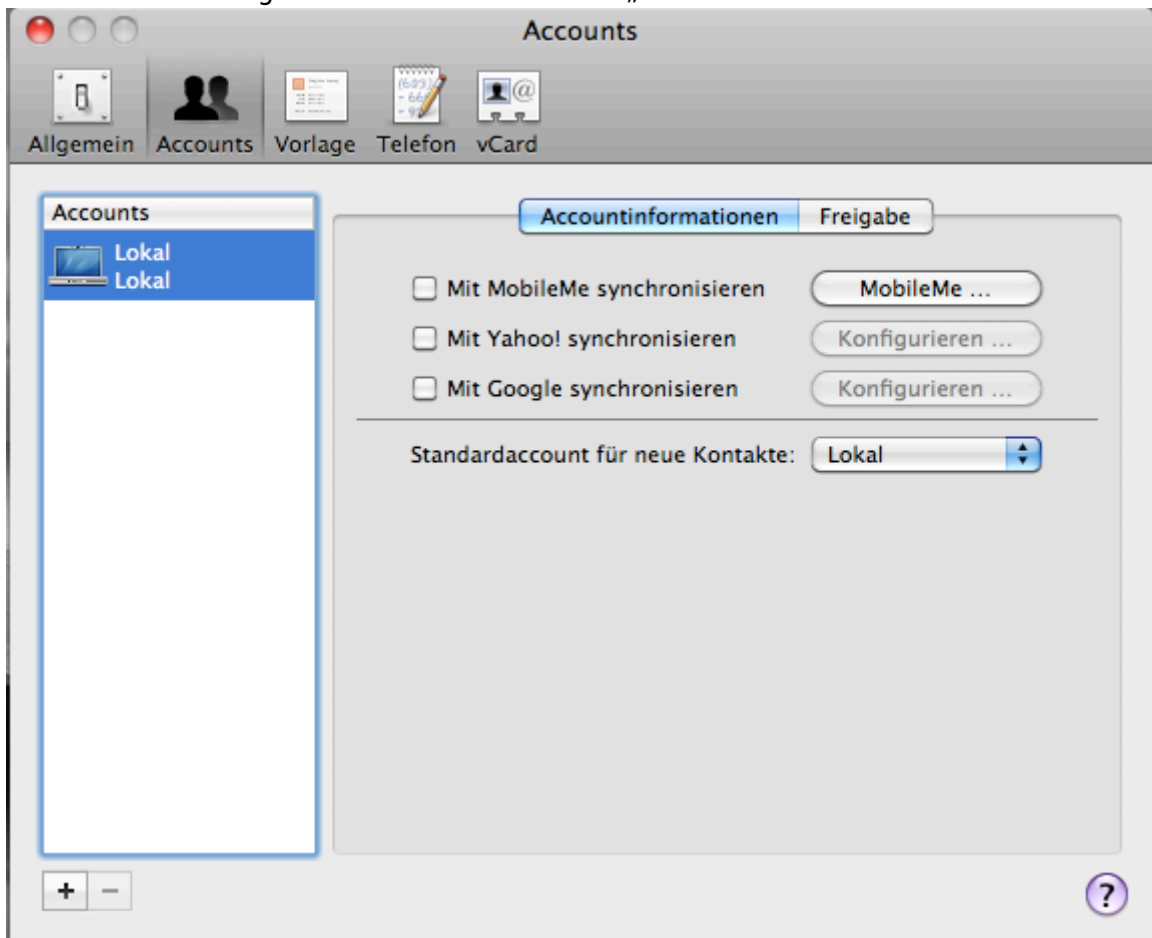 Accounts
Allgemein Accounts Vorlage Telefon vCard
Accounts
Lokal
Lokal
Accountinformationen Freigabe
Mit MobileMe synchronisieren MobileMe ...
Mit Yahoo! synchronisieren Konfigurieren ...
Mit Google synchronisieren Konfigurieren ...
Standardaccount für neue Kontakte: Lokal
+ −
?